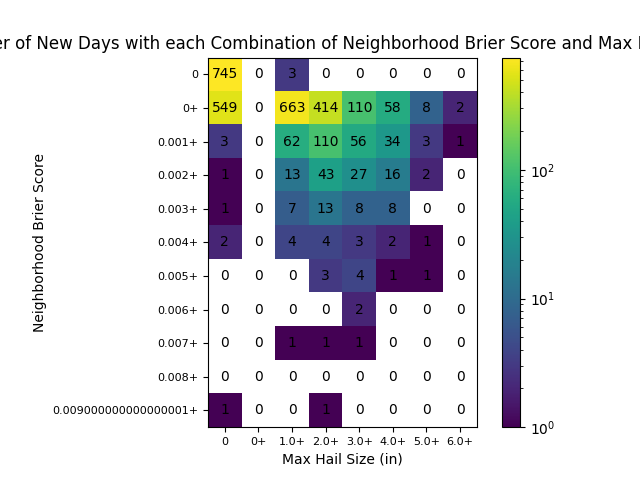 er of New Days with each Combination of Neighborhood Brier Score and Max
Neighborhood Brier Score
0 745 0 3 0 0 0 0 0
0+ 549 0 663 414 110 58 8 2
0.001+ 3 0 62 110 56 34 3 1
0.002+ 1 0 13 43 27 16 2 0
0.003+ 1 0 7 13 8 8 0 0
0.004+ 2 0 4 4 3 2 1 0
0.005+ 0 0 0 3 4 1 1 0
0.006+ 0 0 0 0 2 0 0 0
0.007+ 0 0 1 1 1 0 0 0
0.008+ 0 0 0 0 0 0 0 0
0.009000000000000001+ 1 0 0 1 0 0 0 0
0 0+ 1.0+ 2.0+ 3.0+ 4.0+ 5.0+ 6.0+
Max Hail Size (in)
10²
10¹
10⁰